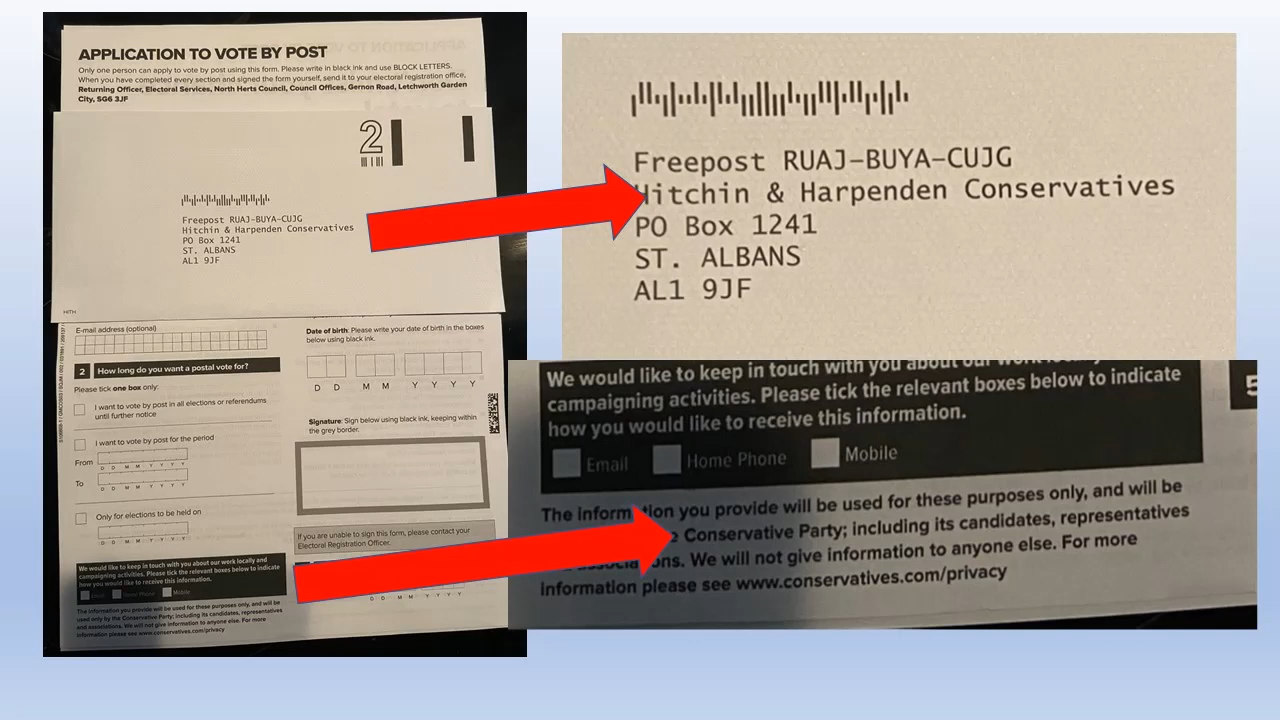 APPLICATION TO VOTE BY POST
Only one person can apply to vote by post using this form. Please write in black ink and use BLOCK LETTERS.
When you have completed every section and signed the form yourself, send it to your electoral registration office,
Returning Officer, Electoral Services, North Herts Council, Council Offices, Gernon Road, Letchworth Garden
City, SG6 3JF
2
Freepost RUAJ-BUYA-CUJG
Hitchin & Harpenden Conservatives
PO Box 1241
ST. ALBANS
AL1 9JF
HITH
E-mail address (optional)
2 How long do you want a postal vote for?
Please tick one box only:
I want to vote by post in all elections or referendums
until further notice
I want to vote by post for the period
From
D D M M Y Y Y Y
To
D D M M Y Y Y Y
Only for elections to be held on
D D M M Y Y Y Y
We would like to keep in touch with you about our work locally and
campaigning activities. Please tick the relevant boxes below to indicate
how you would like to receive this information.
Email Home Phone Mobile
The information you provide will be used for these purposes only, and will be
used only by the Conservative Party; including its candidates, representatives
and associations. We will not give information to anyone else. For more
information please see www.conservatives.com/privacy
Date of birth: Please write your date of birth in the boxes
below using black ink.
D D M M Y Y Y Y
Signature: Sign below using black ink, keeping within
the grey border.
If you are unable to sign this form, please contact your
Electoral Registration Officer.
D D M M Y Y Y Y
Freepost RUAJ-BUYA-CUJG
Hitchin & Harpenden Conservatives
PO Box 1241
ST. ALBANS
AL1 9JF
We would like to keep in touch with you about our work
campaigning activities. Please tick the relevant boxes below to indicate
how you would like to receive this information.
Email Home Phone Mobile
5
The information you provide will be used for these purposes only, and will be
Conservative Party; including its candidates, representatives
We will not give information to anyone else. For more
information please see www.conservatives.com/privacy